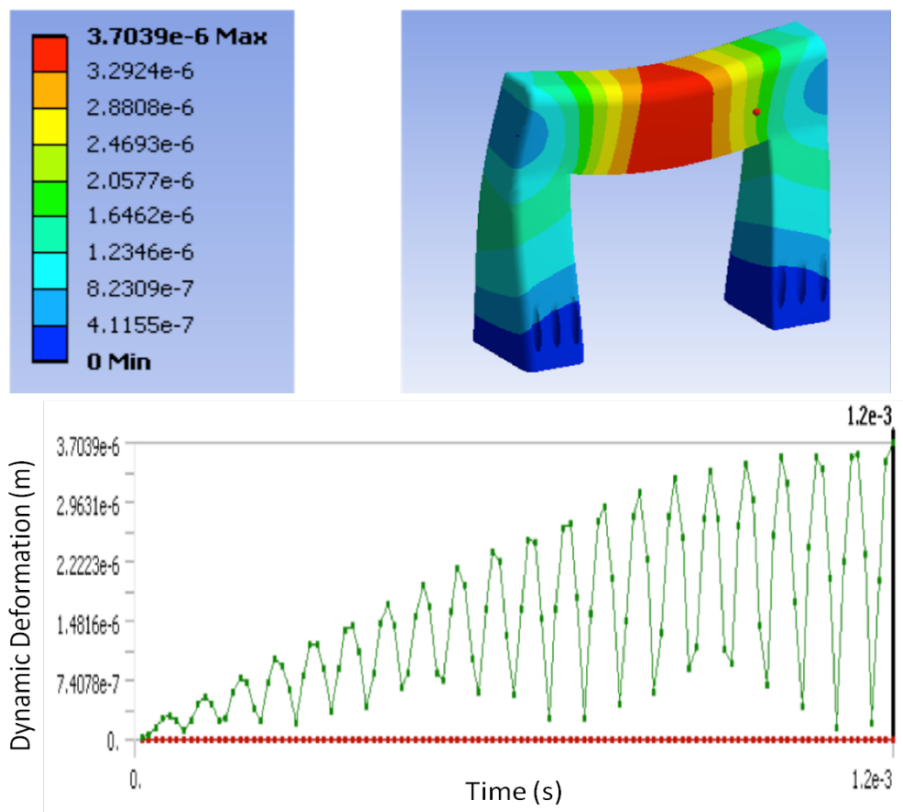 3.7039e-6 Max
3.2924e-6
2.8808e-6
2.4693e-6
2.0577e-6
1.6462e-6
1.2346e-6
8.2309e-7
4.1155e-7
0 Min
1.2e-3
3.7039e-6
2.9631e-6
2.2223e-6
1.4816e-6
7.4078e-7
0.
Dynamic Deformation (m)
0.
1.2e-3
Time (s)